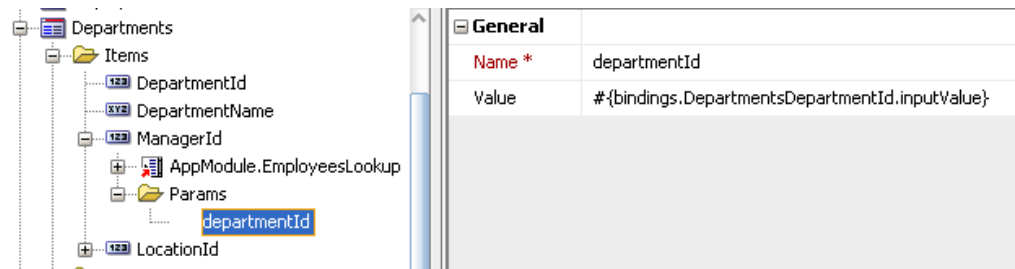 Departments
Items
DepartmentId
DepartmentName
ManagerId
AppModule.EmployeesLookup
Params
departmentId
LocationId
General
Name * departmentId
Value #{bindings.DepartmentsDepartmentId.inputValue}